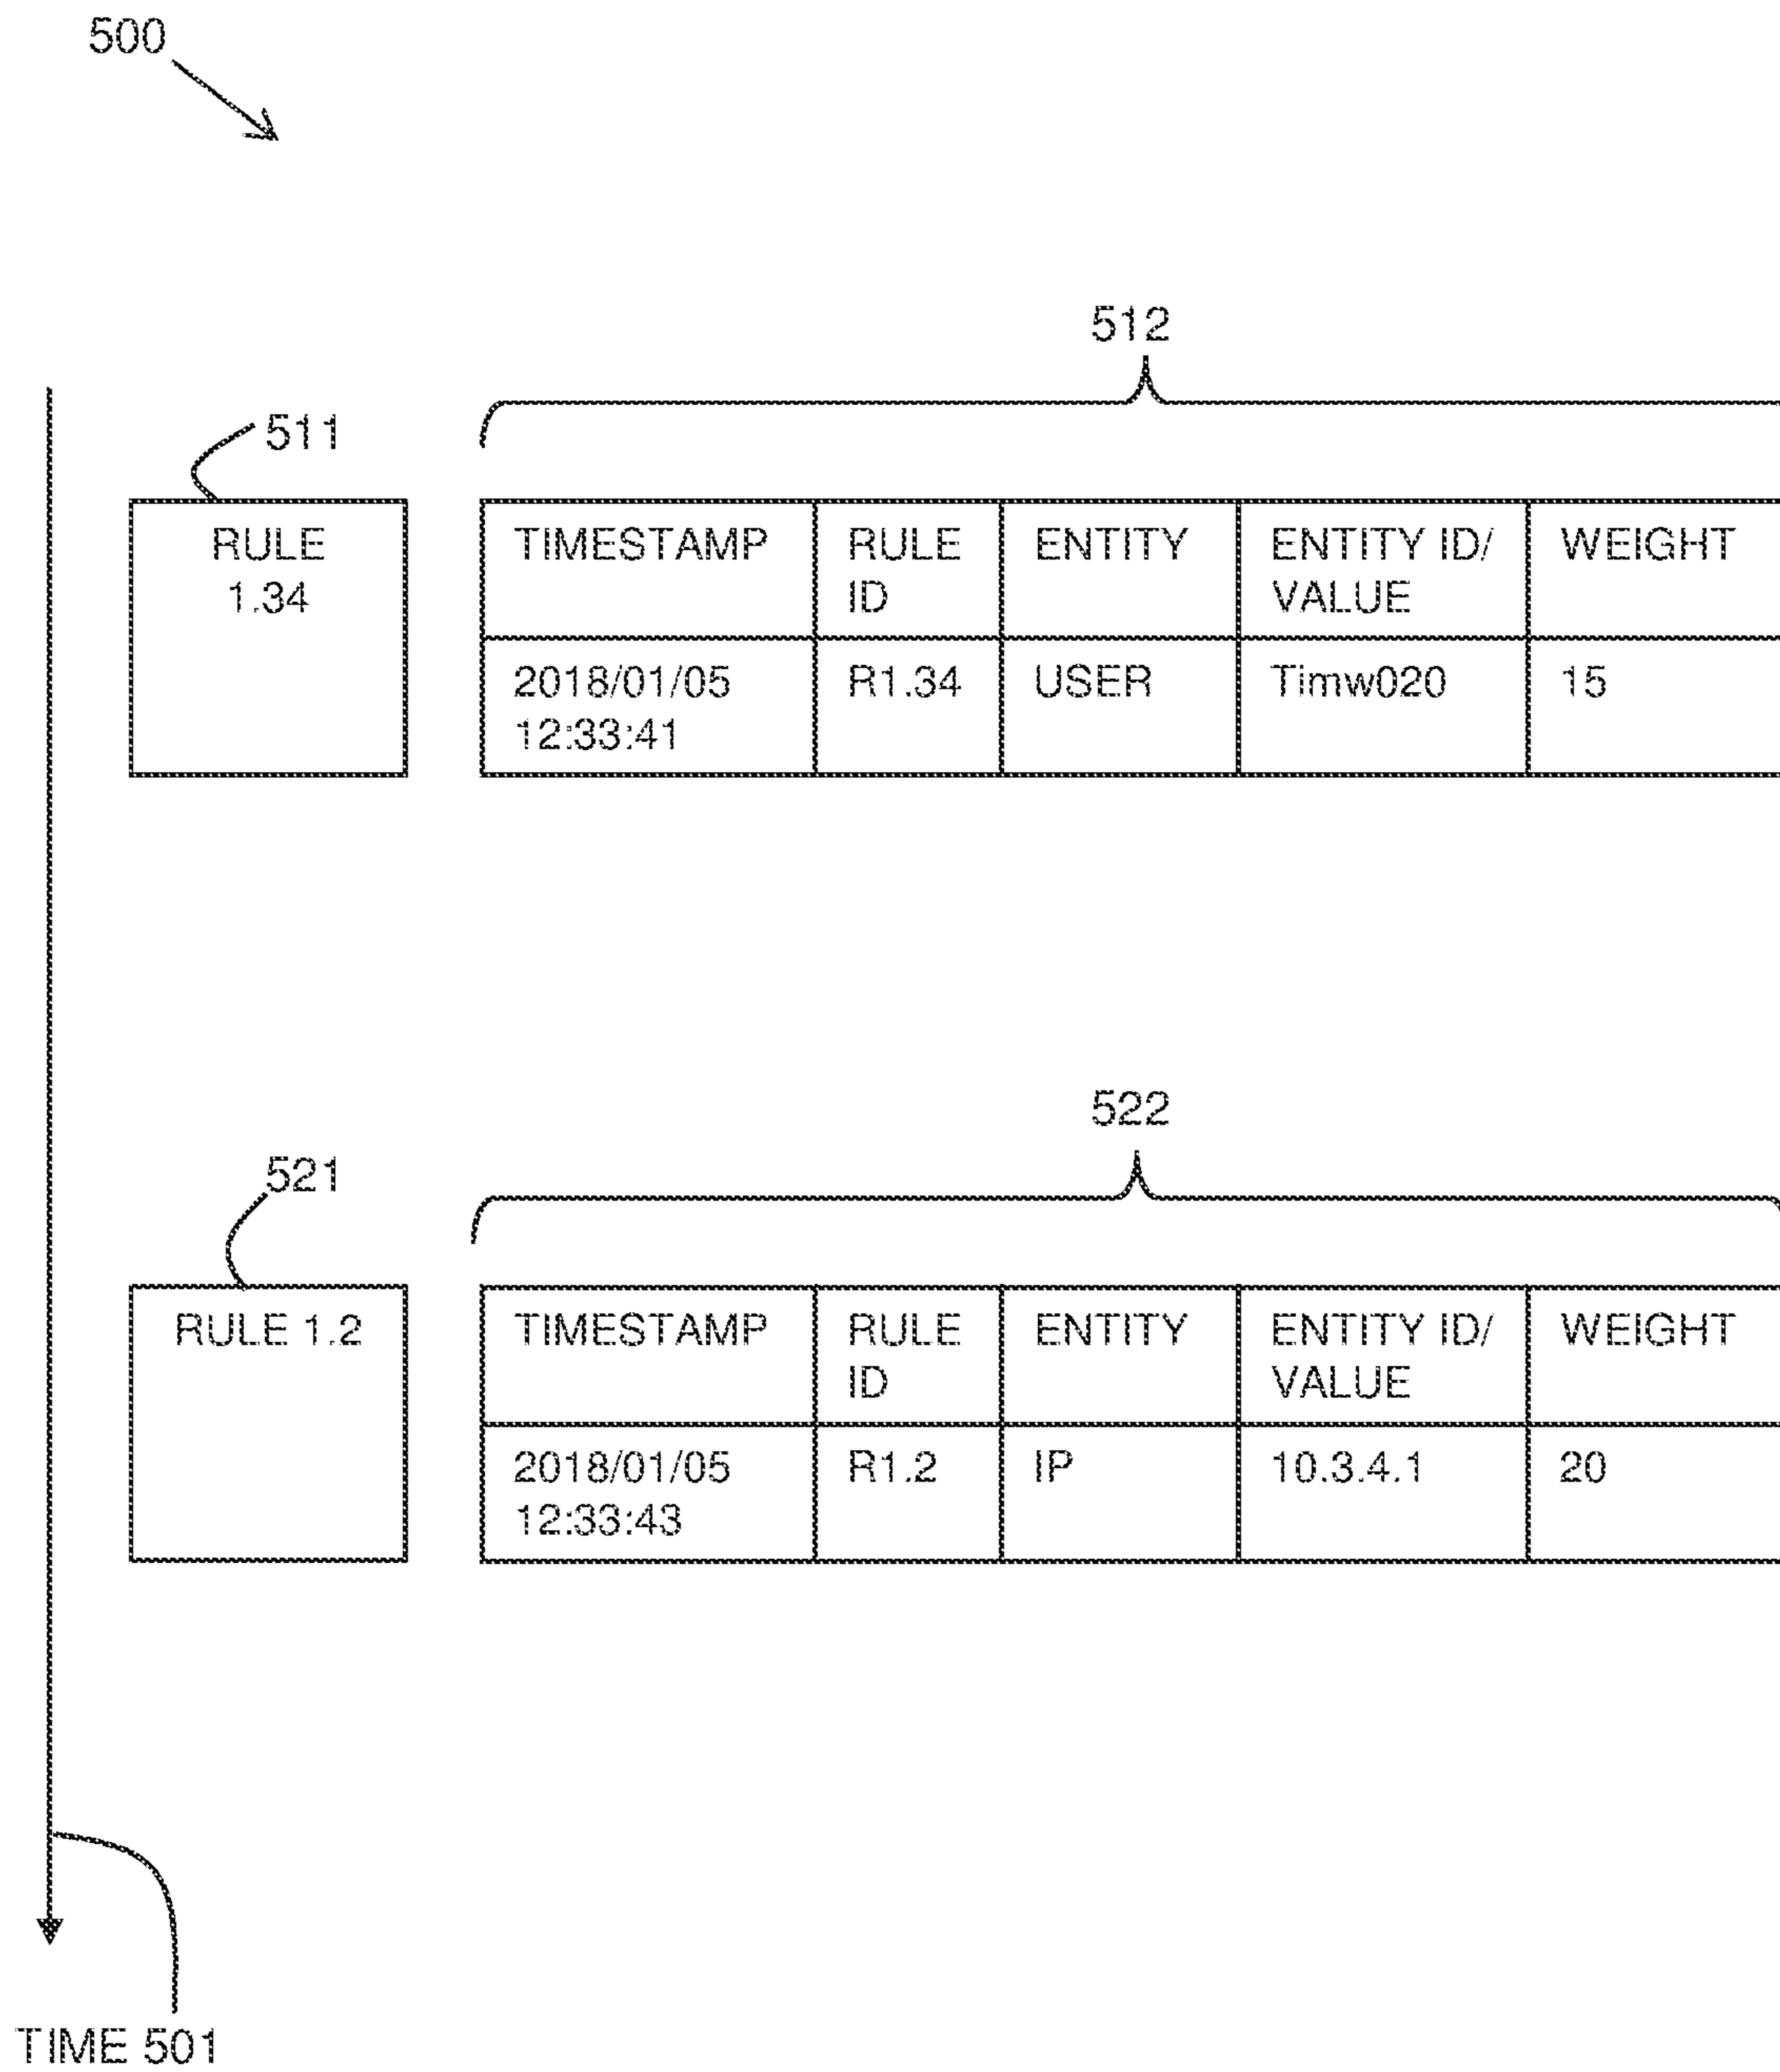 500
512
511
RULE
1.34
TIMESTAMP RULE ID ENTITY ENTITY ID/ VALUE WEIGHT
2018/01/05 12:33:41 R1.34 USER Timw020 15
522
521
RULE 1.2
TIMESTAMP RULE ID ENTITY ENTITY ID/ VALUE WEIGHT
2018/01/05 12:33:43 R1.2 IP 10.3.4.1 20
TIME 501